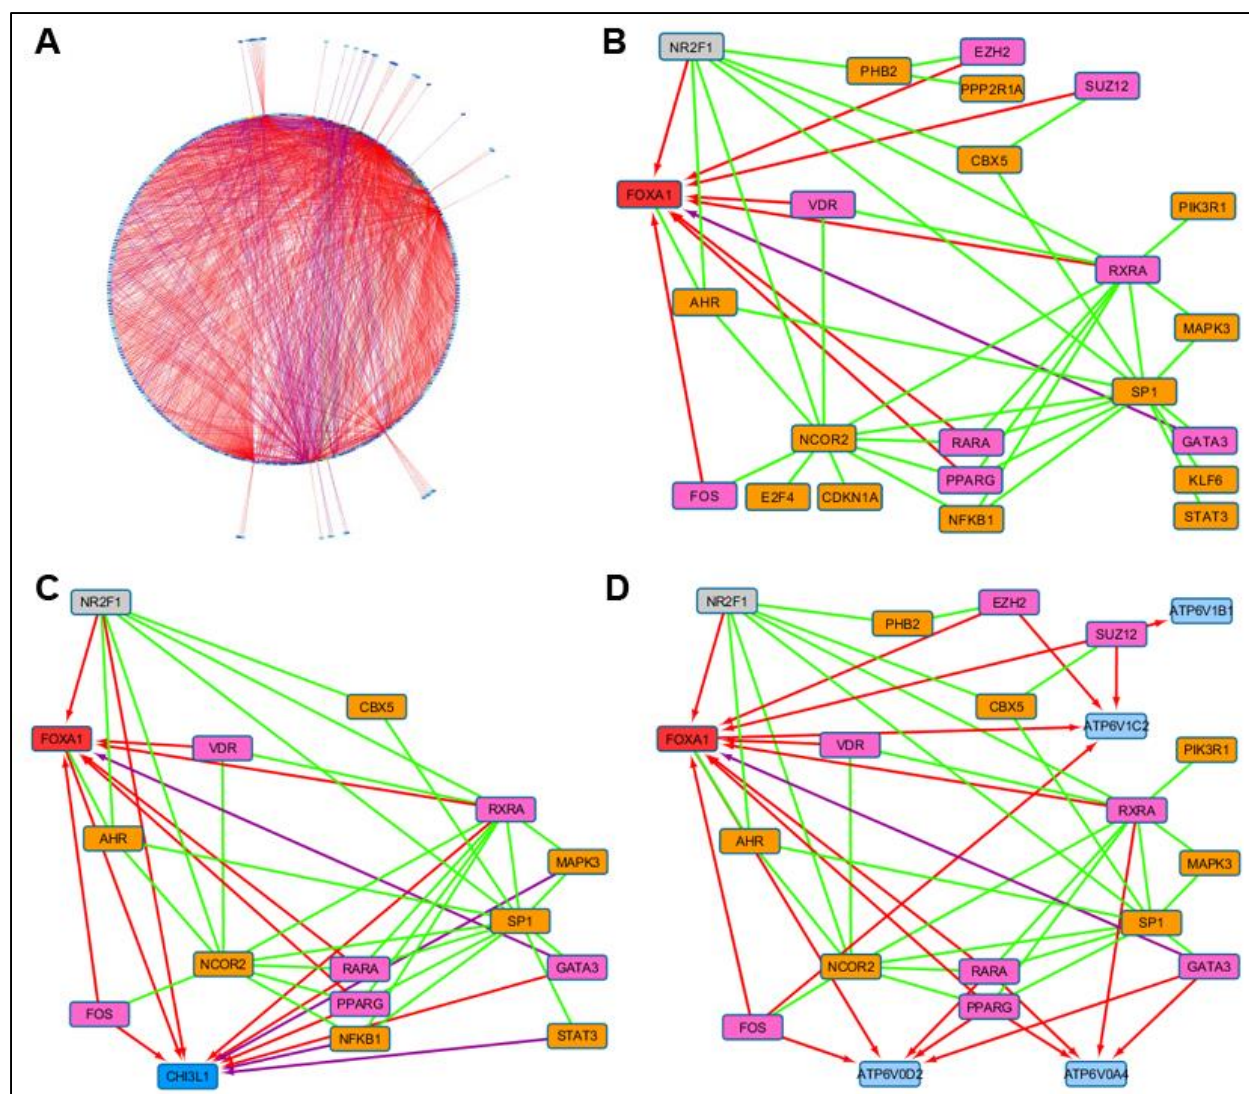 A
B
NR2F1
EZH2
PHB2
PPP2R1A
SUZ12
CBX5
FOXA1
VDR
PIK3R1
RXRA
AHR
MAPK3
SP1
NCOR2
RARA
GATA3
PPARG
KLF6
FOS
E2F4
CDKN1A
NFKB1
STAT3
C
NR2F1
CBX5
FOXA1
VDR
RXRA
AHR
MAPK3
SP1
NCOR2
RARA
GATA3
PPARG
FOS
NFKB1
STAT3
CHI3L1
D
NR2F1
EZH2
ATP6V1B1
PHB2
SUZ12
CBX5
ATP6V1C2
FOXA1
VDR
PIK3R1
RXRA
AHR
MAPK3
SP1
NCOR2
RARA
GATA3
PPARG
FOS
ATP6V0D2
ATP6V0A4